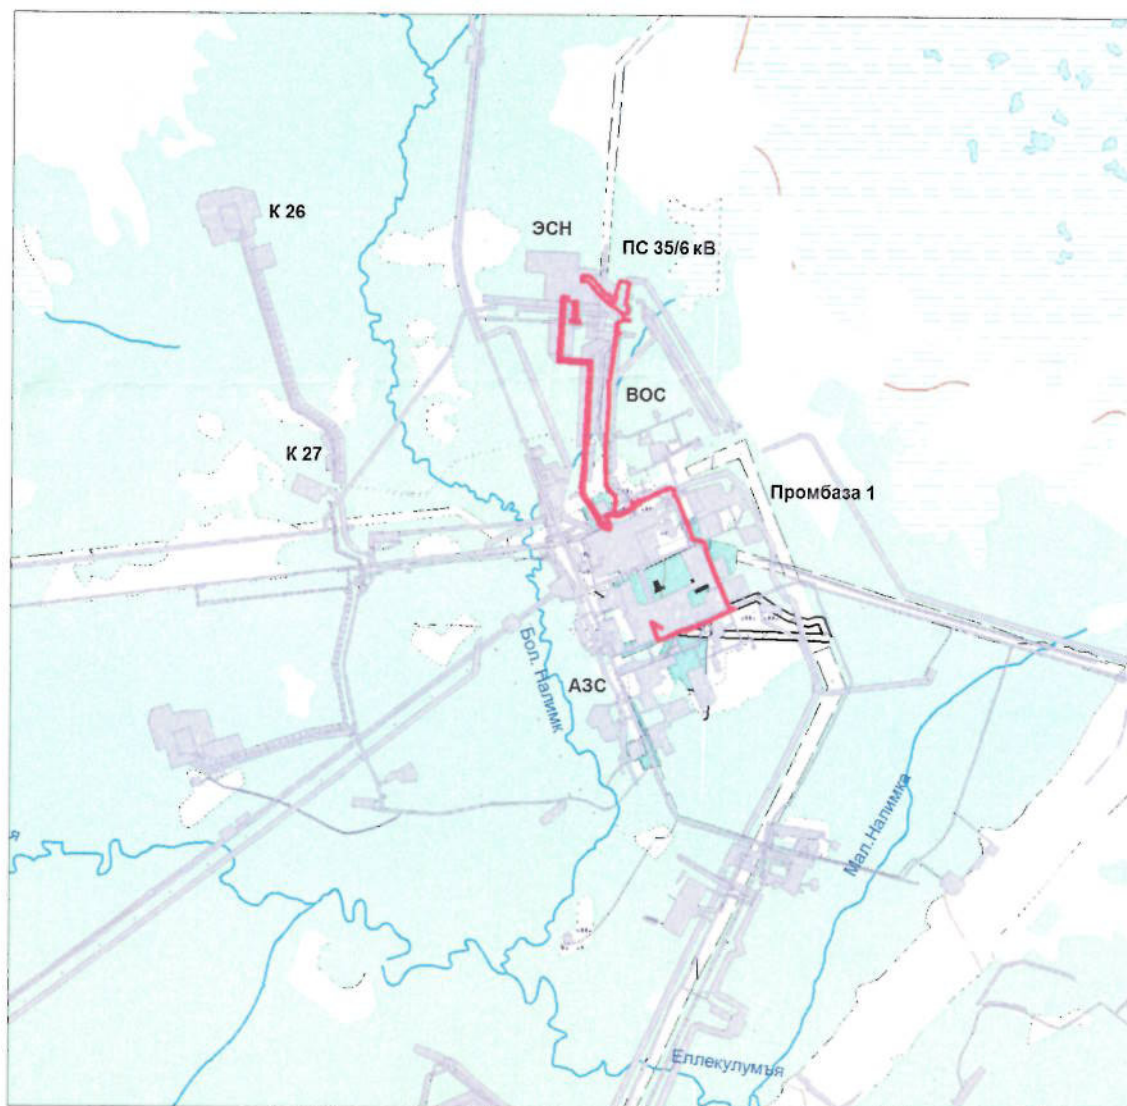 К 26
ЭСН
ПС 35/6 кВ
ВОС
К 27
Промбаза 1
Бол. Налимк
АЗС
Мал.Налимка
я
Еллекулумъя